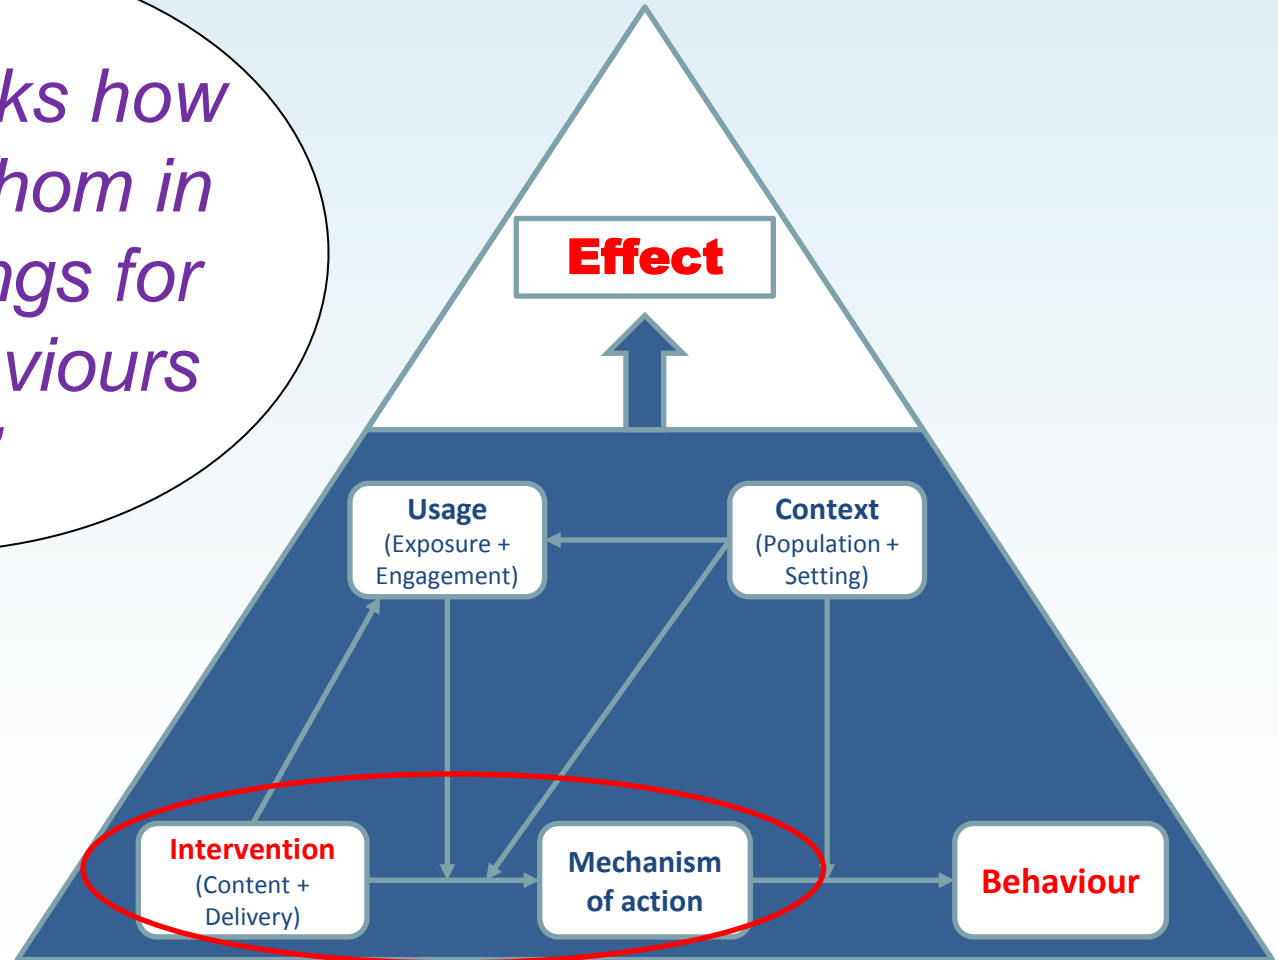 ks how
hom in
ngs for
viours
Effect
Usage
(Exposure +
Engagement)
Context
(Population +
Setting)
Intervention
(Content +
Delivery)
Mechanism
of action
Behaviour